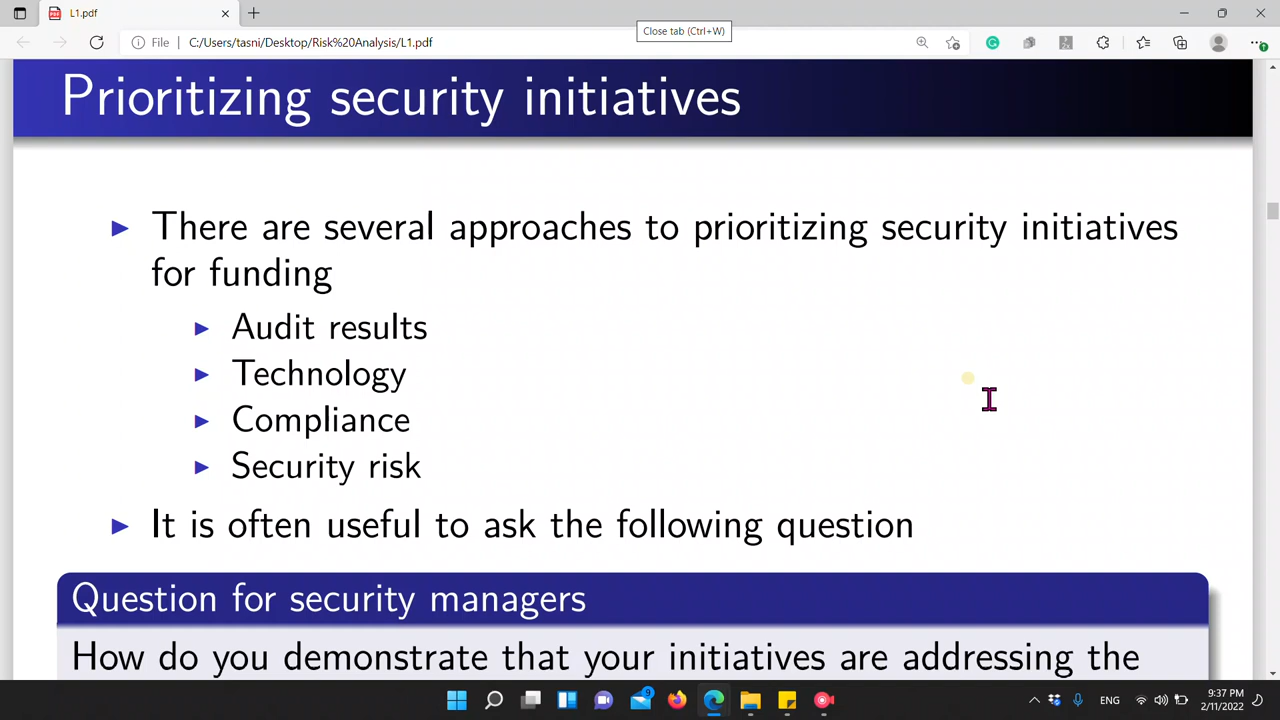 L1.pdf
Close tab (Ctrl+W)
File C:/Users/tasni/Desktop/Risk%20Analysis/L1.pdf
Prioritizing security initiatives
There are several approaches to prioritizing security initiatives
for funding
Audit results
Technology
Compliance
Security risk
It is often useful to ask the following question
Question for security managers
How do you demonstrate that your initiatives are addressing the
9
ENG
9:37 PM
2/11/2022